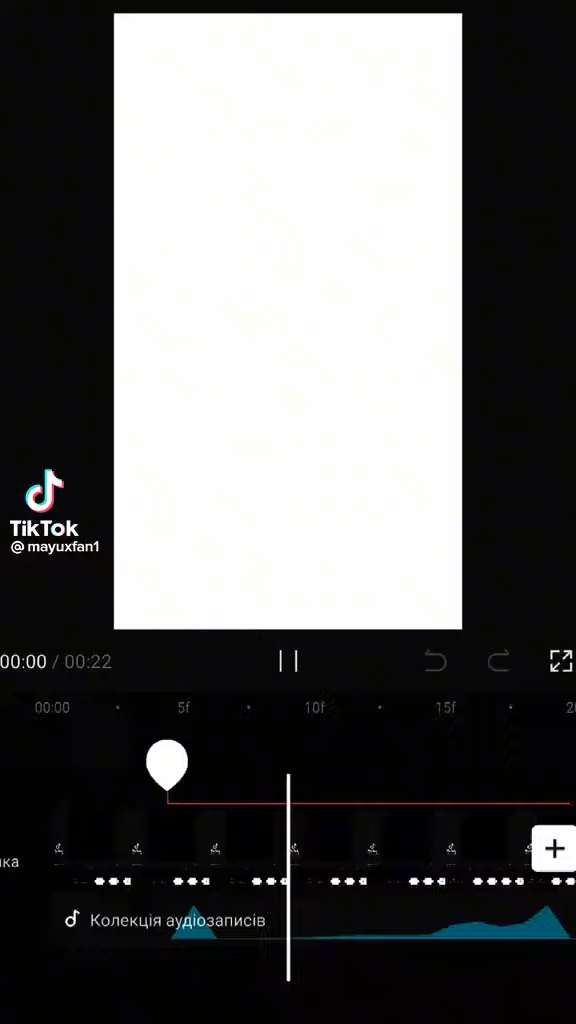 TikTok
@ mayuxfan1
00:00 / 00:22
00:00 5f 10f 15f
Колекція аудіозаписів